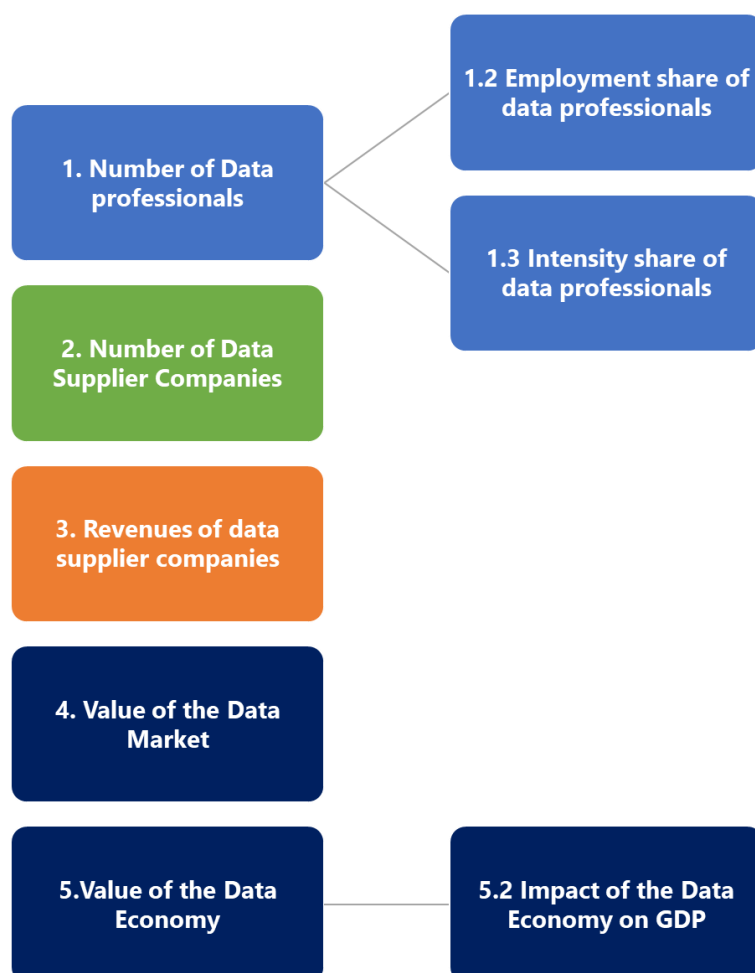 1.2 Employment share of
data professionals
1. Number of Data
professionals
1.3 Intensity share of
data professionals
2. Number of Data
Supplier Companies
3. Revenues of data
supplier companies
4. Value of the Data
Market
5.Value of the Data
Economy
5.2 Impact of the Data
Economy on GDP